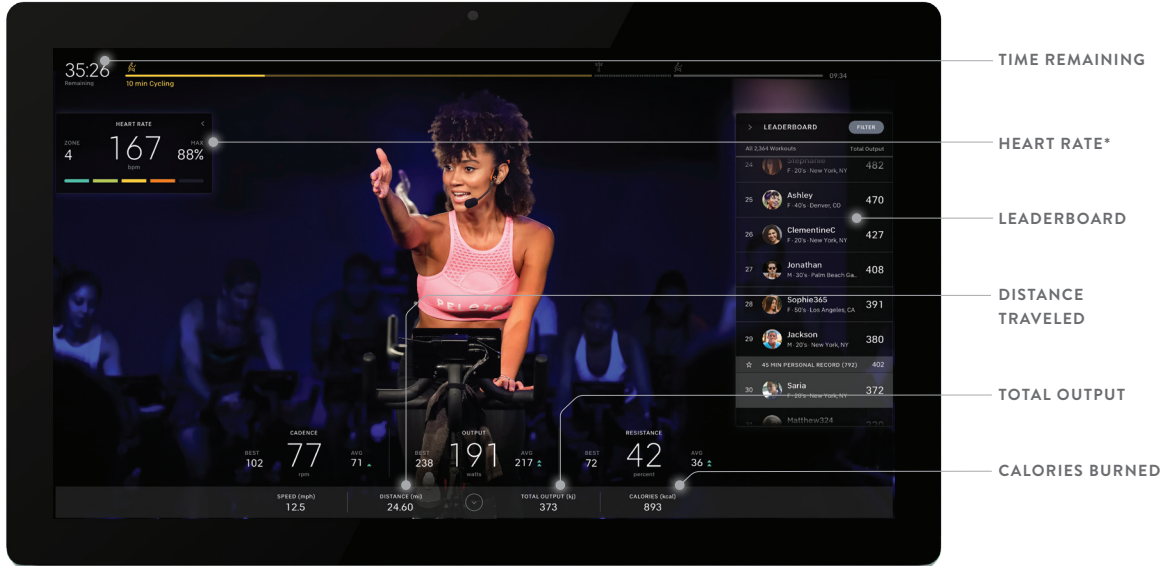 35:26
Remaining
10 min Cycling
09:34
TIME REMAINING
HEART RATE
ZONE
4
167
bpm
MAX
88%
HEART RATE*
LEADERBOARD
FILTER
All 2,364 Workouts
Total Output
24
Stephanie
F · 20's · New York, NY
482
25
Ashley
F · 40's · Denver, CO
470
26
ClementineC
F · 20's · New York, NY
427
27
Jonathan
M · 30's · Palm Beach Ga..
408
28
Sophie365
F · 50's · Los Angeles, CA
391
29
Jackson
M · 20's · New York, NY
380
45 MIN PERSONAL RECORD (792)
402
30
Saria
F · 20's · New York, NY
372
Matthew324
LEADERBOARD
DISTANCE
TRAVELED
TOTAL OUTPUT
CALORIES BURNED
CADENCE
BEST
102
77
rpm
AVG
71
OUTPUT
BEST
238
191
watts
AVG
217
RESISTANCE
BEST
72
42
percent
AVG
36
SPEED (mph)
12.5
DISTANCE (mi)
24.60
TOTAL OUTPUT (kj)
373
CALORIES (kcal)
893